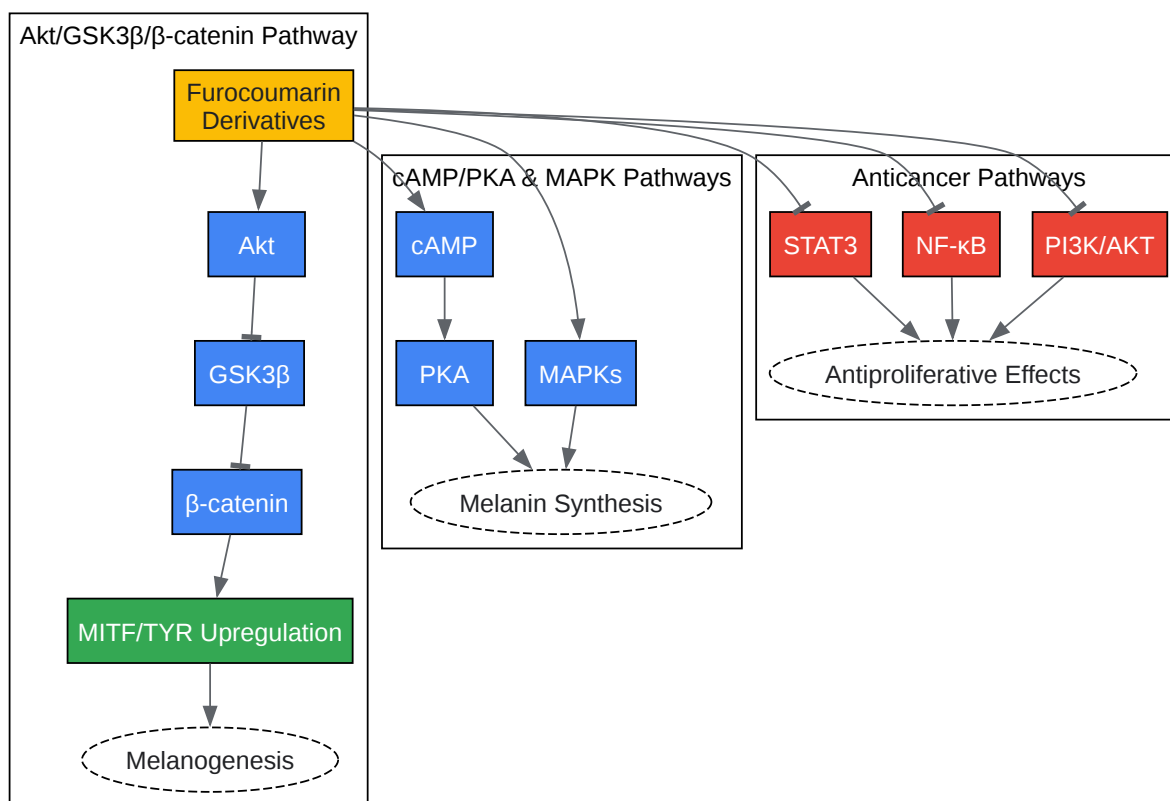 Akt/GSK3β/β-catenin Pathway
Furocoumarin
Derivatives
Akt
GSK3β
β-catenin
MITF/TYR Upregulation
Melanogenesis
cAMP/PKA & MAPK Pathways
cAMP
PKA
MAPKs
Melanin Synthesis
Anticancer Pathways
STAT3
NF-κB
PI3K/AKT
Antiproliferative Effects